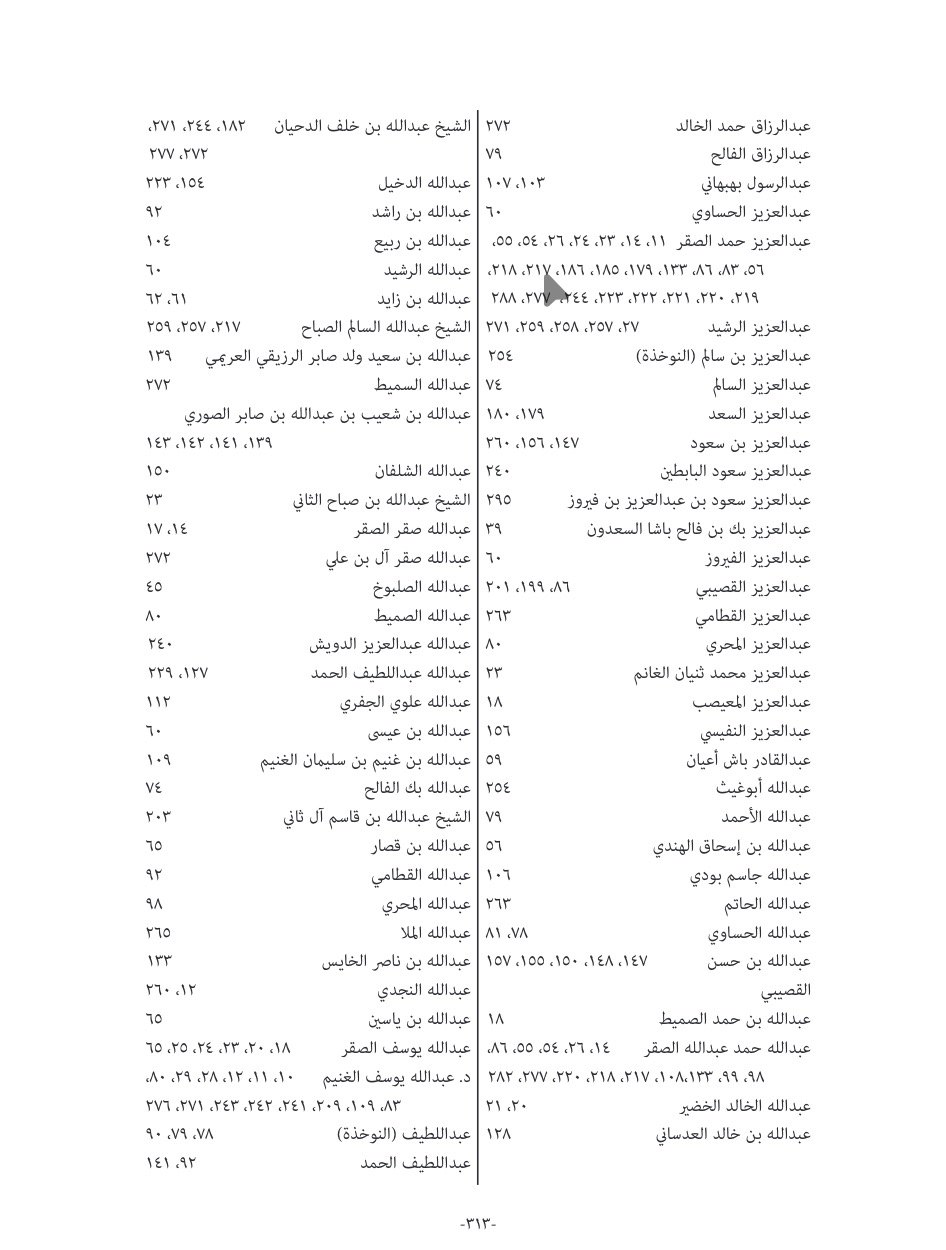 عبدالرزاق حمد الخالد ٢٧٢
عبدالرزاق الفالح ٧٩
عبدالرسول بهبهاني ١٠٣، ١٠٧
عبدالعزيز الحساوي ٦٠
عبدالعزيز حمد الصقر ١١، ١٤، ٢٣، ٢٤، ٢٦، ٥٤، ٥٥،
٥٦، ٨٣، ٨٦، ١٣٣، ١٧٩، ١٨٥، ١٨٦، ٢١٧، ٢١٨،
٢١٩، ٢٢٠، ٢٢١، ٢٢٢، ٢٢٣، ٢٤٤، ٢٧٧، ٢٨٨
عبدالعزيز الرشيد ٢٧، ٢٥٧، ٢٥٨، ٢٥٩، ٢٧١
عبدالعزيز بن سالم (النوخذة) ٢٥٤
عبدالعزيز السالم ٧٤
عبدالعزيز السعد ١٧٩، ١٨٠
عبدالعزيز بن سعود ١٤٧، ١٥٦، ٢٦٠
عبدالعزيز سعود البابطين ٢٤٠
عبدالعزيز سعود بن عبدالعزيز بن فيروز ٢٩٥
عبدالعزيز بك بن فالح باشا السعدون ٣٩
عبدالعزيز الفيروز ٦٠
عبدالعزيز القصيبي ٨٦، ١٩٩، ٢٠١
عبدالعزيز القطامي ٢٦٣
عبدالعزيز المحري ٨٠
عبدالعزيز محمد ثنيان الغانم ٢٣
عبدالعزيز المعيصب ١٨
عبدالعزيز النفيسي ١٥٦
عبدالقادر باش أعيان ٥٩
عبدالله أبوغيث ٢٥٤
عبدالله الأحمد ٧٩
عبدالله بن إسحاق الهندي ٥٦
عبدالله جاسم بودي ١٠٦
عبدالله الحاتم ٢٦٣
عبدالله الحساوي ٧٨، ٨١
عبدالله بن حسن ١٤٧، ١٤٨، ١٥٠، ١٥٥، ١٥٧
القصيبي
عبدالله بن حمد الصميط ١٨
عبدالله حمد عبدالله الصقر ١٤، ٢٦، ٥٤، ٥٥، ٨٦،
٩٨، ٩٩، ١٠٨،١٣٣، ٢١٧، ٢١٨، ٢٢٠، ٢٧٧، ٢٨٢
عبدالله الخالد الخضير ٢٠، ٢١
عبدالله بن خالد العدساني ١٢٨
الشيخ عبدالله بن خلف الدحيان ١٨٢، ٢٤٤، ٢٧١،
٢٧٢، ٢٧٧
عبدالله الدخيل ١٥٤، ٢٢٣
عبدالله بن راشد ٩٢
عبدالله بن ربيع ١٠٤
عبدالله الرشيد ٦٠
عبدالله بن زايد ٦١، ٦٢
الشيخ عبدالله السالم الصباح ٢١٧، ٢٥٧، ٢٥٩
عبدالله بن سعيد ولد صابر الرزيقي العريمي ١٣٩
عبدالله السميط ٢٧٢
عبدالله بن شعيب بن عبدالله بن صابر الصوري
١٣٩، ١٤١، ١٤٢، ١٤٣
عبدالله الشلفان ١٥٠
الشيخ عبدالله بن صباح الثاني ٢٣
عبدالله صقر الصقر ١٤، ١٧
عبدالله صقر آل بن علي ٢٧٢
عبدالله الصلبوخ ٤٥
عبدالله الصميط ٨٠
عبدالله عبدالعزيز الدويش ٢٤٠
عبدالله عبداللطيف الحمد ١٢٧، ٢٢٩
عبدالله علوي الجفري ١١٢
عبدالله بن عيسى ٦٠
عبدالله بن غنيم بن سليمان الغنيم ١٠٩
عبدالله بك الفالح ٧٤
الشيخ عبدالله بن قاسم آل ثاني ٢٠٣
عبدالله بن قصار ٦٥
عبدالله القطامي ٩٢
عبدالله المحري ٩٨
عبدالله الملا ٢٦٥
عبدالله بن ناصر الخايس ١٣٣
عبدالله النجدي ١٢، ٢٦٠
عبدالله بن ياسين ٦٥
عبدالله يوسف الصقر ١٨، ٢٠، ٢٣، ٢٤، ٢٥، ٦٥
د. عبدالله يوسف الغنيم ١٠، ١١، ١٢، ٢٨، ٢٩، ٨٠،
٨٣، ١٠٩، ٢٠٩، ٢٤١، ٢٤٢، ٢٤٣، ٢٧١، ٢٧٦
عبداللطيف (النوخذة) ٧٨، ٧٩، ٩٠
عبداللطيف الحمد ٩٢، ١٤١
-٣١٣-